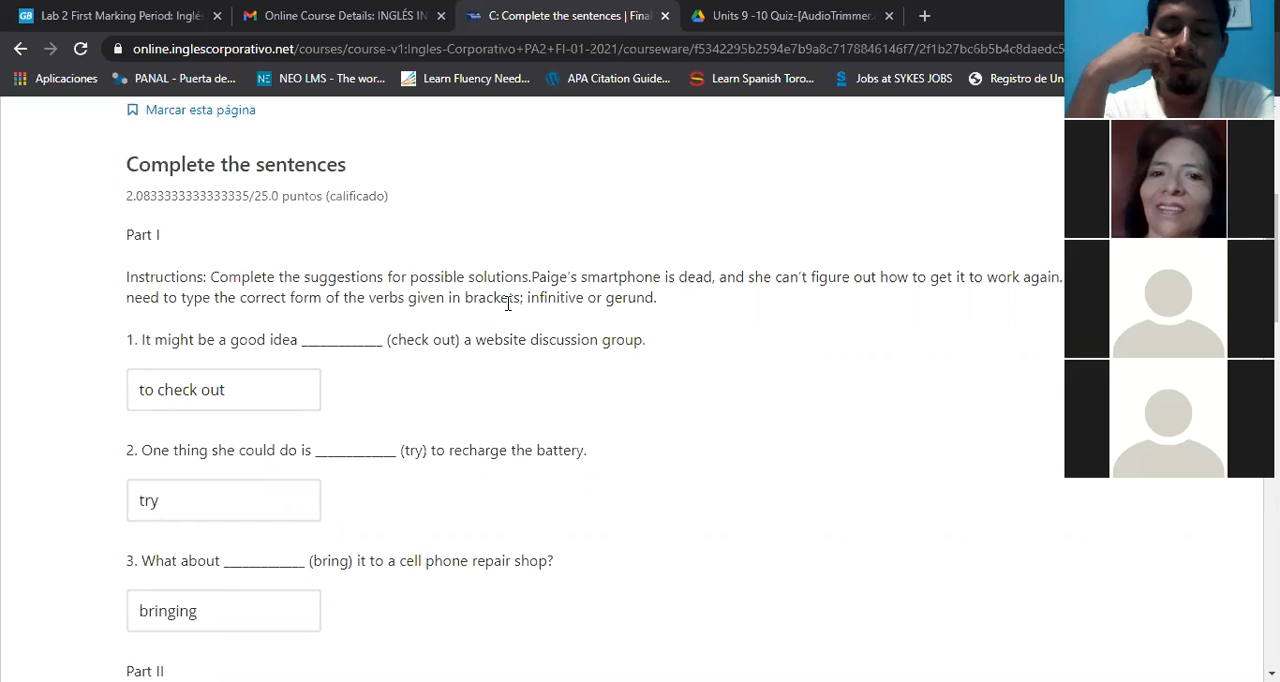 Lab 2 First Marking Period: Inglés
Online Course Details: INGLÉS IN
C: Complete the sentences | Final
Units 9 -10 Quiz-[AudioTrimmer.
online.inglescorporativo.net/courses/course-v1:Ingles-Corporativo+PA2+FI-01-2021/courseware/f5342295b2594e7b9a8c7178846146f7/2f1b27bc6b5b4c8daedc5
Aplicaciones
PANAL - Puerta de...
NEO LMS - The wor...
Learn Fluency Need...
APA Citation Guide...
Learn Spanish Toro...
Jobs at SYKES JOBS
Registro de Un
Marcar esta página
Complete the sentences
2.0833333333333335/25.0 puntos (calificado)
Part I
Instructions: Complete the suggestions for possible solutions.Paige's smartphone is dead, and she can't figure out how to get it to work again.
need to type the correct form of the verbs given in brackets; infinitive or gerund.
1. It might be a good idea ____________ (check out) a website discussion group.
to check out
2. One thing she could do is ____________ (try) to recharge the battery.
try
3. What about ____________ (bring) it to a cell phone repair shop?
bringing
Part II